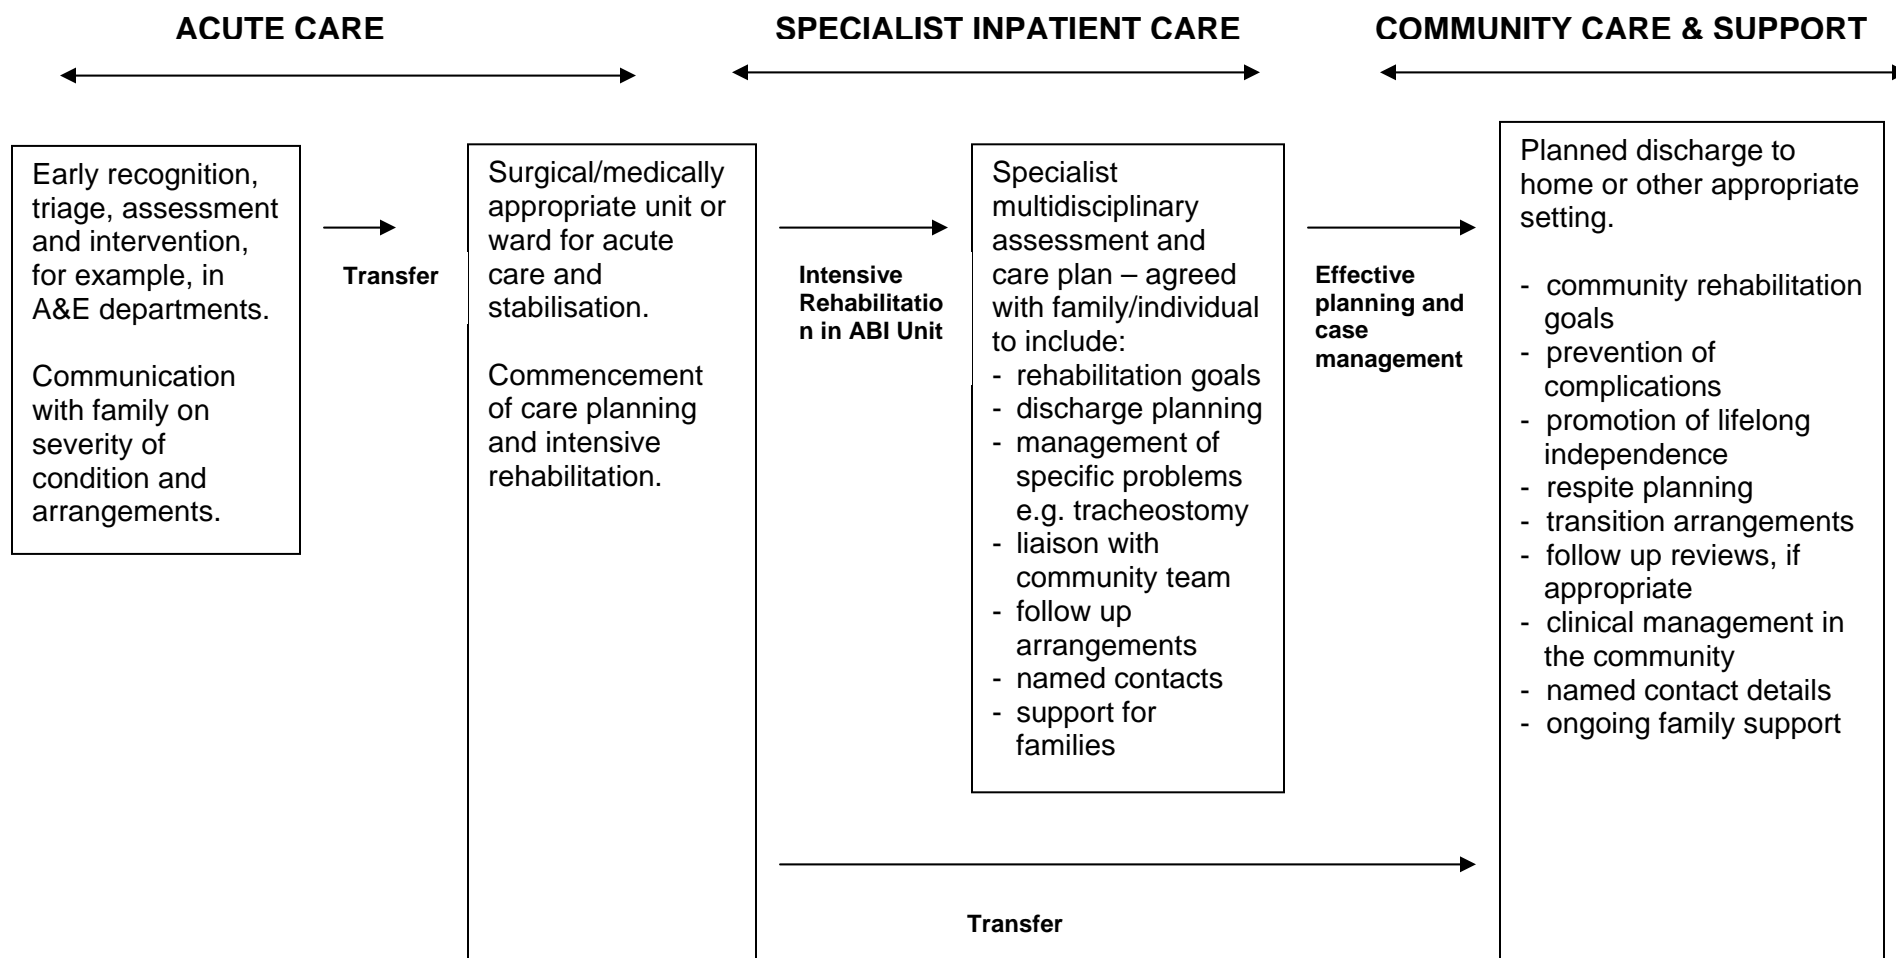 ACUTE CARE
SPECIALIST INPATIENT CARE
COMMUNITY CARE & SUPPORT
Early recognition,
triage, assessment
and intervention,
for example, in
A&E departments.
Communication
with family on
severity of
condition and
arrangements.
Transfer
Surgical/medically
appropriate unit or
ward for acute
care and
stabilisation.
Commencement
of care planning
and intensive
rehabilitation.
Intensive
Rehabilitatio
n in ABI Unit
Specialist
multidisciplinary
assessment and
care plan – agreed
with family/individual
to include:
- rehabilitation goals
- discharge planning
- management of
specific problems
e.g. tracheostomy
- liaison with
community team
- follow up
arrangements
- named contacts
- support for
families
Effective
planning and
case
management
Planned discharge to
home or other appropriate
setting.
- community rehabilitation
goals
- prevention of
complications
- promotion of lifelong
independence
- respite planning
- transition arrangements
- follow up reviews, if
appropriate
- clinical management in
the community
- named contact details
- ongoing family support
Transfer